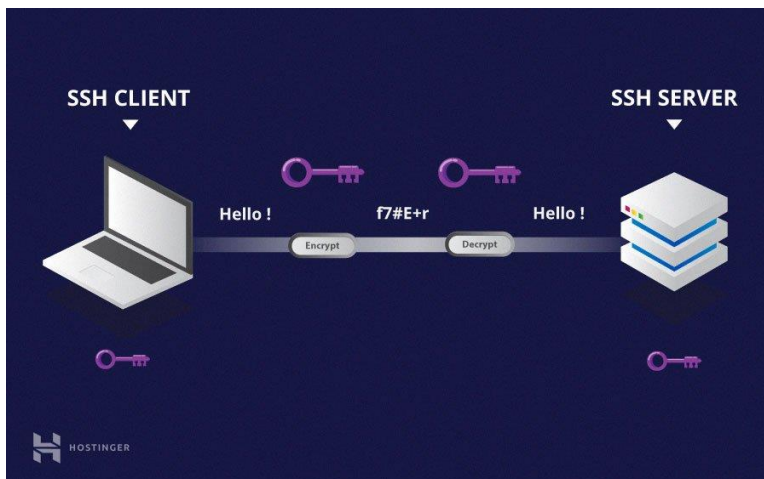 SSH CLIENT
SSH SERVER
Hello !
f7#E+r
Hello !
Encrypt
Decrypt
HOSTINGER